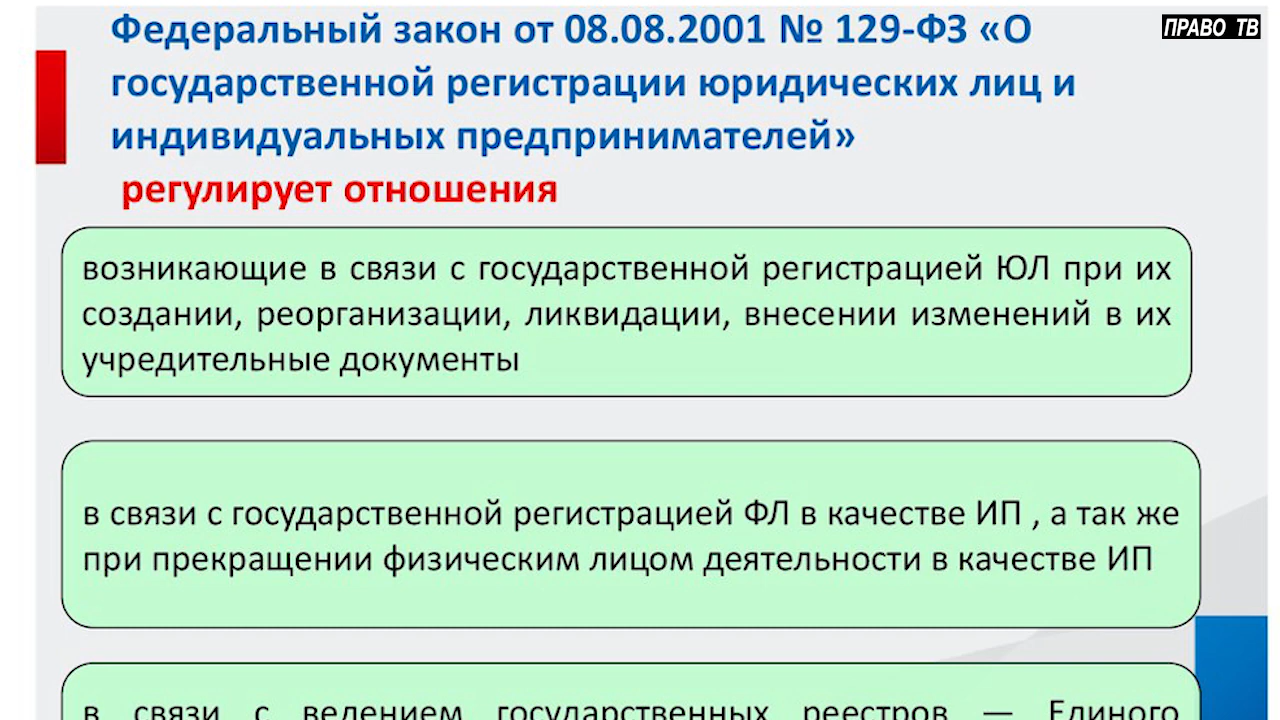 ПРАВО ТВ
Федеральный закон от 08.08.2001 № 129-ФЗ «О
государственной регистрации юридических лиц и
индивидуальных предпринимателей»
регулирует отношения
возникающие в связи с государственной регистрацией ЮЛ при их
создании, реорганизации, ликвидации, внесении изменений в их
учредительные документы
в связи с государственной регистрацией ФЛ в качестве ИП , а так же
при прекращении физическим лицом деятельности в качестве ИП
в связи с ведением государственных реестров — Единого